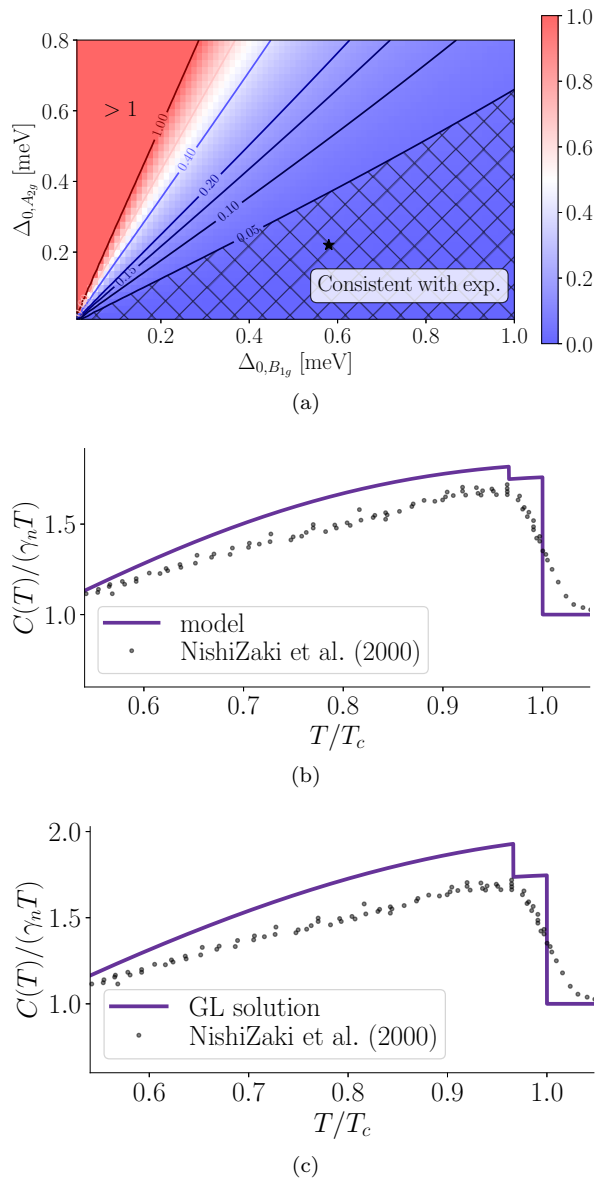 0.8
0.6
0.4
0.2
Δ0,A2g [meV]
> 1
1.00
0.40
0.20
0.10
0.15
0.05
Consistent with exp.
0.2
0.4
0.6
0.8
1.0
Δ0,B1g [meV]
1.0
0.8
0.6
0.4
0.2
0.0
(a)
C(T)/(γnT)
1.5
1.0
model
NishiZaki et al. (2000)
0.6
0.7
0.8
0.9
1.0
T/Tc
(b)
C(T)/(γnT)
2.0
1.5
1.0
GL solution
NishiZaki et al. (2000)
0.6
0.7
0.8
0.9
1.0
T/Tc
(c)